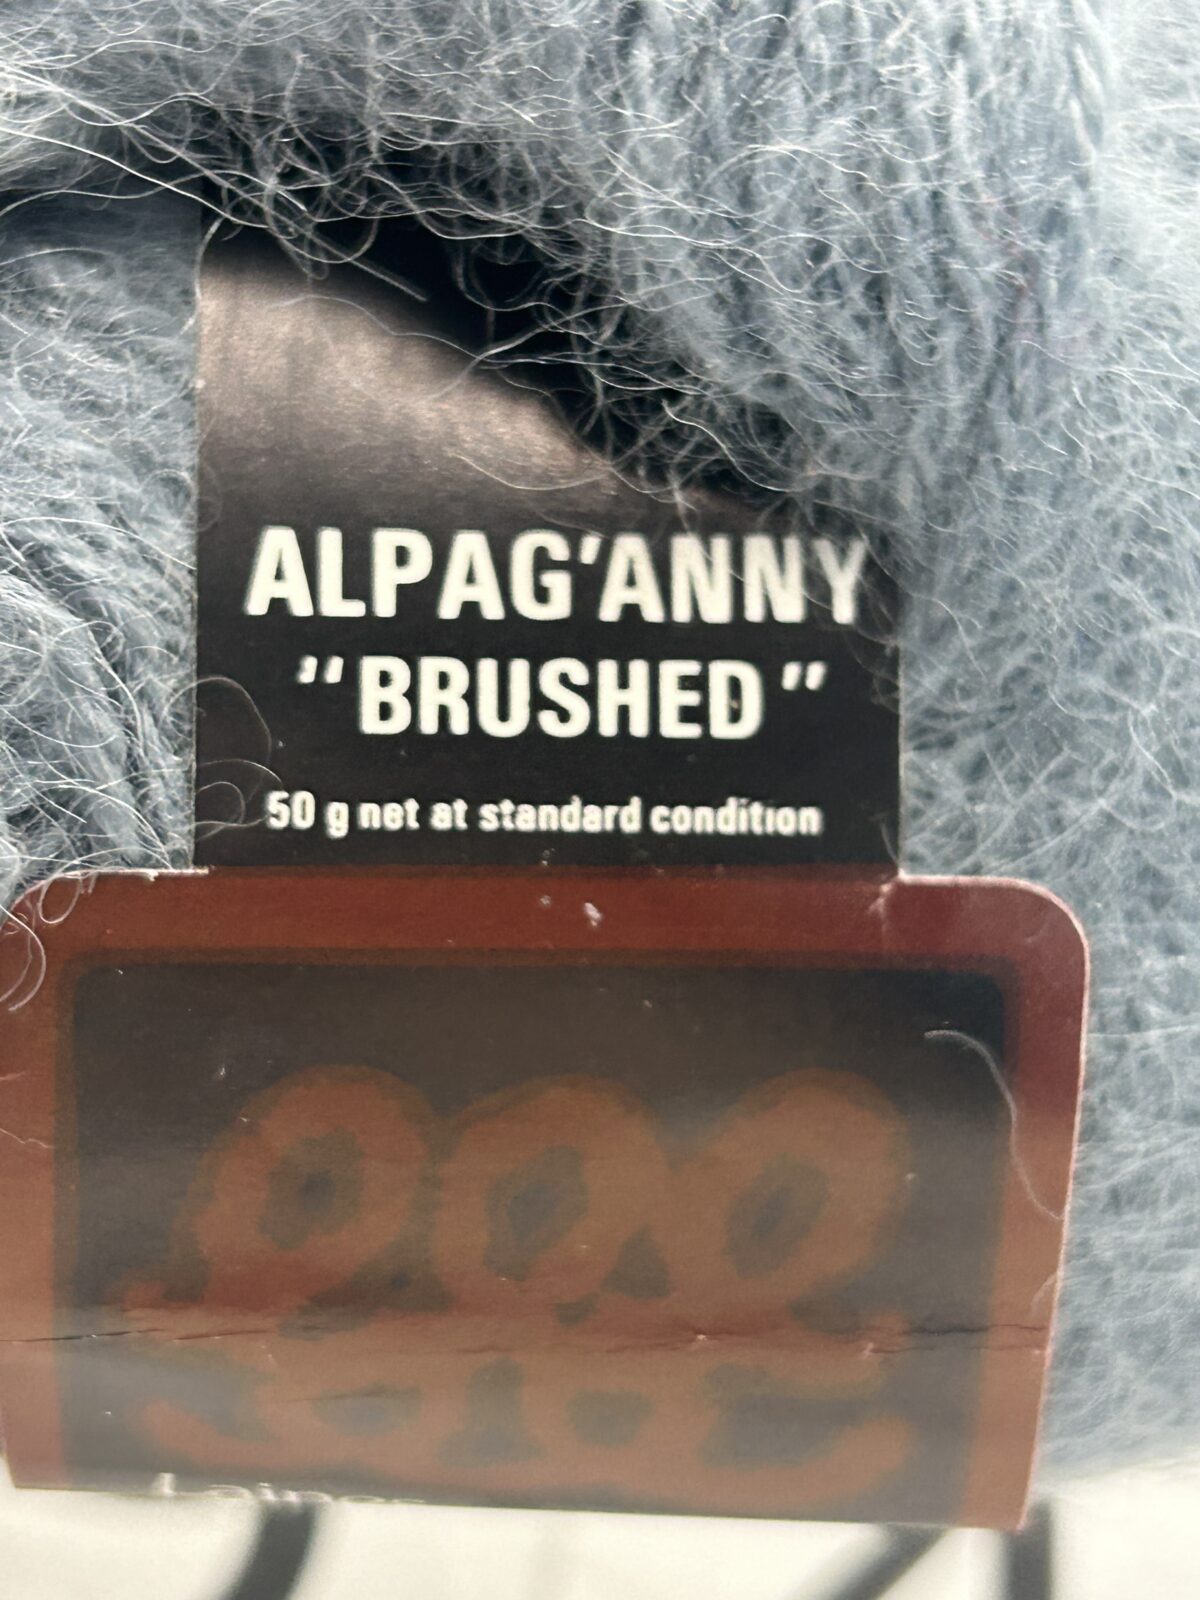 ALPAG'ANNY
"BRUSHED"
50 g net at standard condition